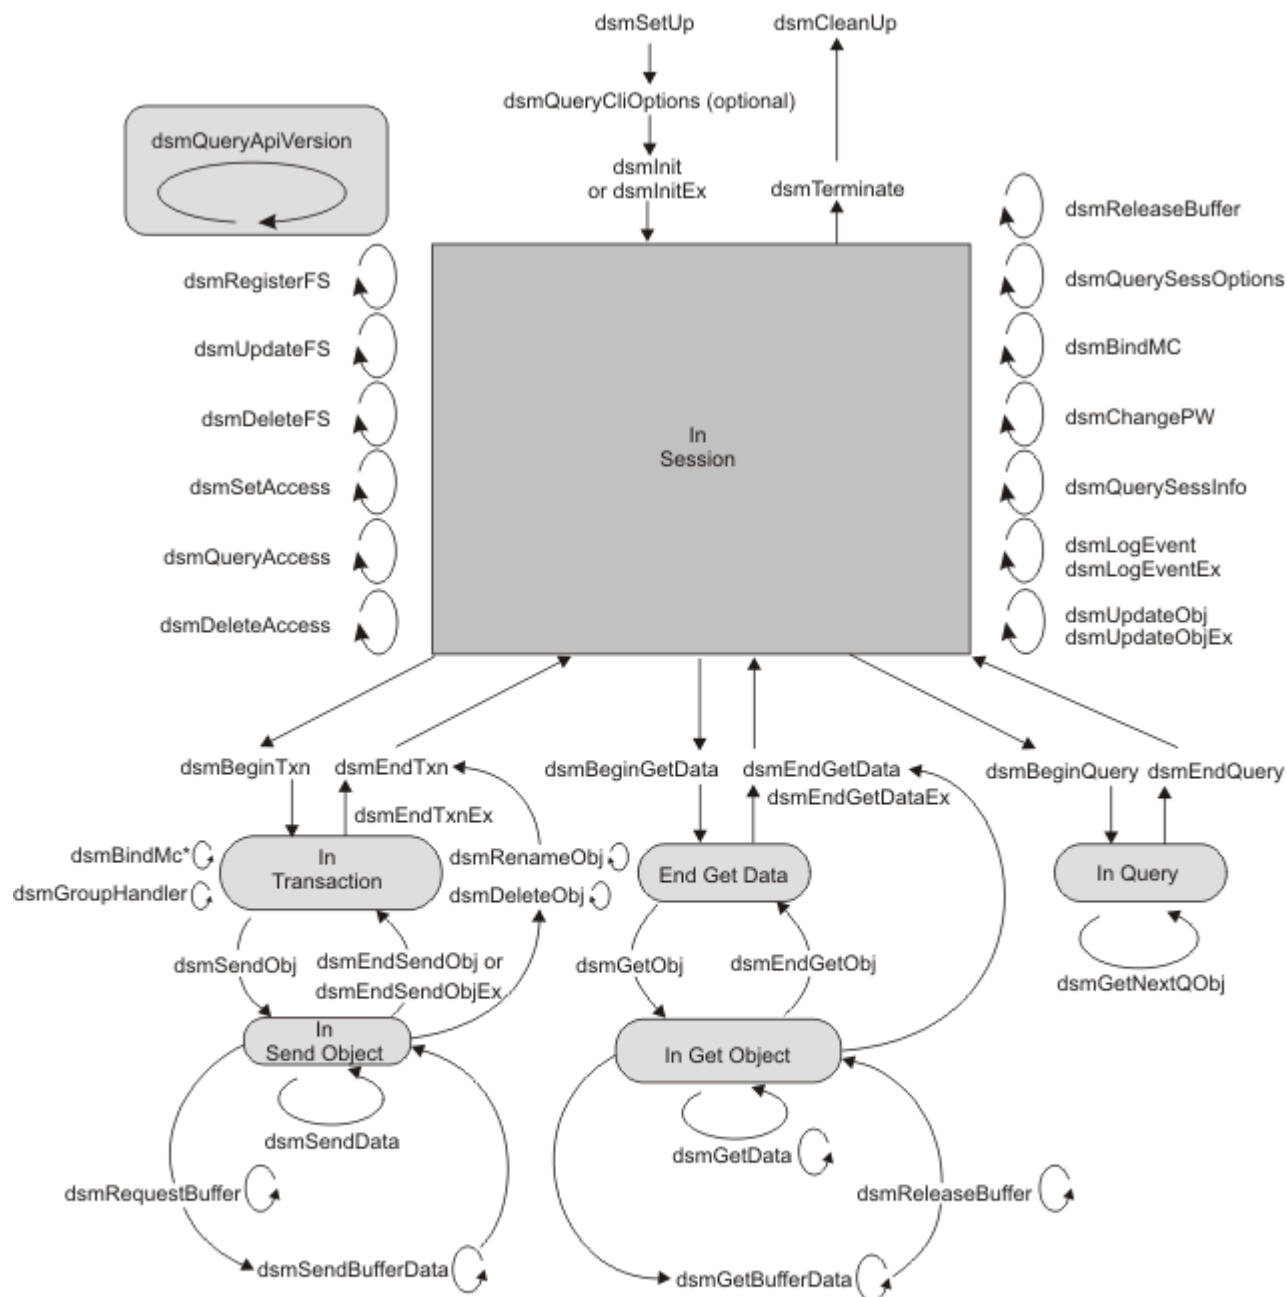 dsmSetUp
dsmCleanUp
dsmQueryCliOptions (optional)
dsmQueryApiVersion
dsmInit
or dsmInitEx
dsmTerminate
dsmReleaseBuffer
dsmRegisterFS
dsmQuerySessOptions
dsmUpdateFS
dsmBindMC
dsmDeleteFS
dsmChangePW
In
Session
dsmSetAccess
dsmQuerySessInfo
dsmQueryAccess
dsmLogEvent
dsmLogEventEx
dsmDeleteAccess
dsmUpdateObj
dsmUpdateObjEx
dsmBeginTxn
dsmEndTxn
dsmBeginGetData
dsmEndGetData
dsmBeginQuery
dsmEndQuery
dsmEndTxnEx
dsmEndGetDataEx
dsmBindMc*
In
Transaction
dsmRenameObj
dsmGroupHandler
dsmDeleteObj
End Get Data
In Query
dsmSendObj
dsmEndSendObj or
dsmEndSendObjEx
dsmGetObj
dsmEndGetObj
dsmGetNextQObj
In
Send Object
In Get Object
dsmSendData
dsmGetData
dsmRequestBuffer
dsmReleaseBuffer
dsmSendBufferData
dsmGetBufferData